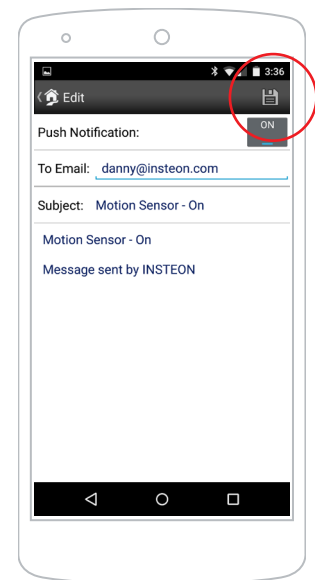 3:36
Edit
Push Notification:
ON
To Email: danny@insteon.com
Subject: Motion Sensor - On
Motion Sensor - On
Message sent by INSTEON